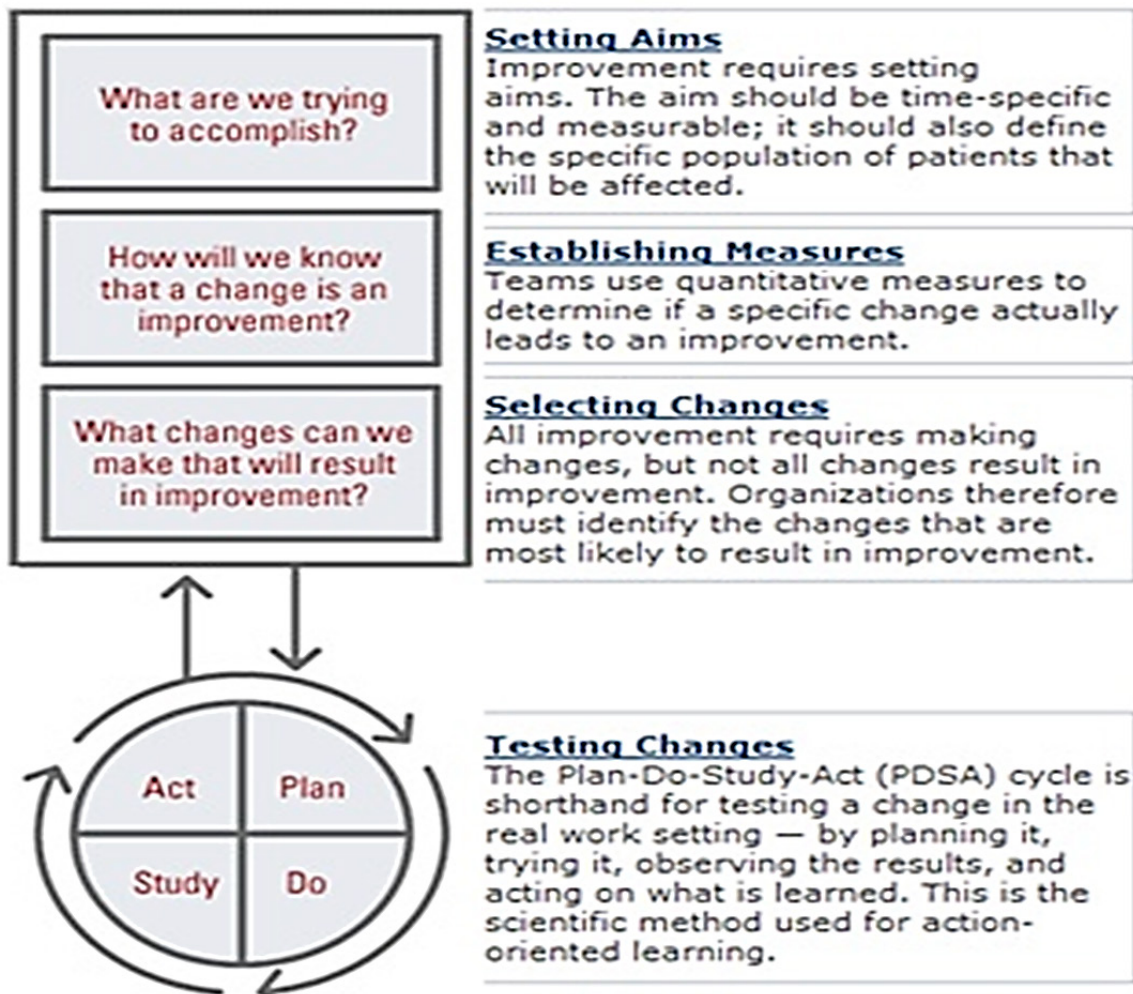 What are we trying
to accomplish?
Setting Aims
Improvement requires setting
aims. The aim should be time-specific
and measurable; it should also define
the specific population of patients that
will be affected.
How will we know
that a change is an
improvement?
Establishing Measures
Teams use quantitative measures to
determine if a specific change actually
leads to an improvement.
What changes can we
make that will result
in improvement?
Selecting Changes
All improvement requires making
changes, but not all changes result in
improvement. Organizations therefore
must identify the changes that are
most likely to result in improvement.
Act
Plan
Study
Do
Testing Changes
The Plan-Do-Study-Act (PDSA) cycle is
shorthand for testing a change in the
real work setting — by planning it,
trying it, observing the results, and
acting on what is learned. This is the
scientific method used for action-
oriented learning.